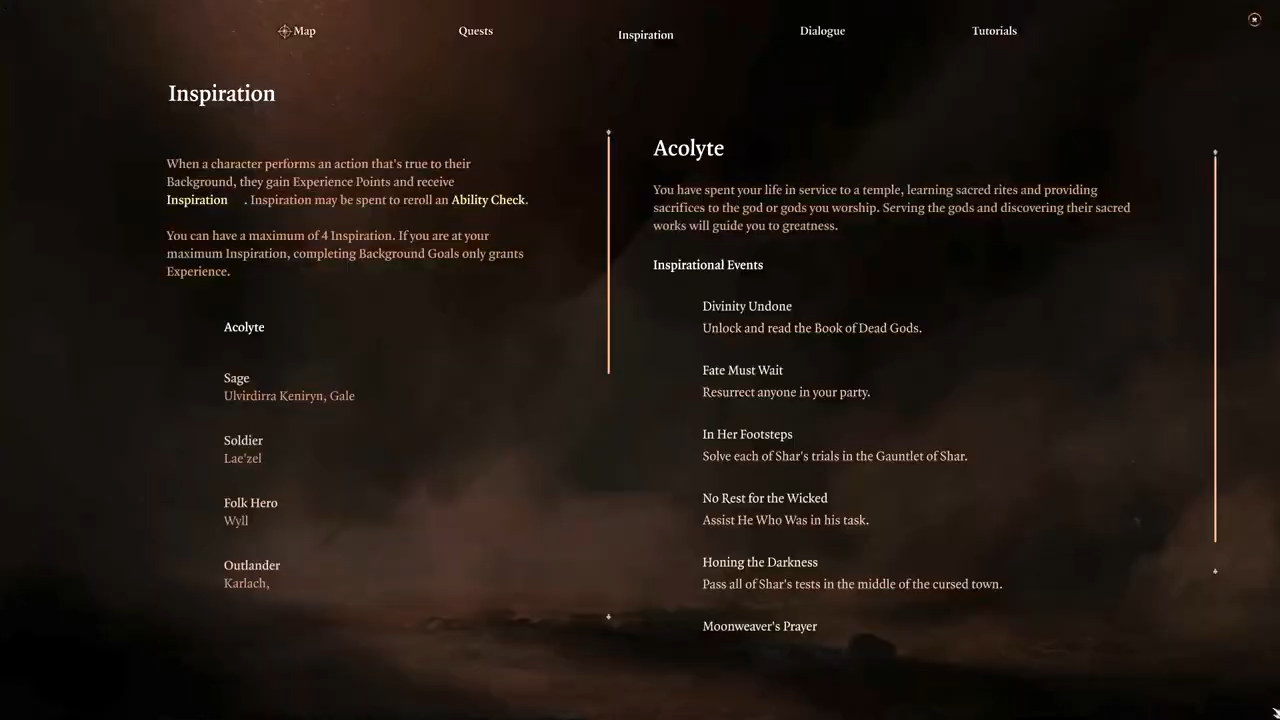 Map
Quests
Inspiration
Dialogue
Tutorials
Inspiration
When a character performs an action that's true to their
Background, they gain Experience Points and receive
Inspiration . Inspiration may be spent to reroll an Ability Check.
You can have a maximum of 4 Inspiration. If you are at your
maximum Inspiration, completing Background Goals only grants
Experience.
Acolyte
Sage
Ulvirdirra Keniryn, Gale
Soldier
Lae'zel
Folk Hero
Wyll
Outlander
Karlach,
Acolyte
You have spent your life in service to a temple, learning sacred rites and providing
sacrifices to the god or gods you worship. Serving the gods and discovering their sacred
works will guide you to greatness.
Inspirational Events
Divinity Undone
Unlock and read the Book of Dead Gods.
Fate Must Wait
Resurrect anyone in your party.
In Her Footsteps
Solve each of Shar's trials in the Gauntlet of Shar.
No Rest for the Wicked
Assist He Who Was in his task.
Honing the Darkness
Pass all of Shar's tests in the middle of the cursed town.
Moonweaver's Prayer